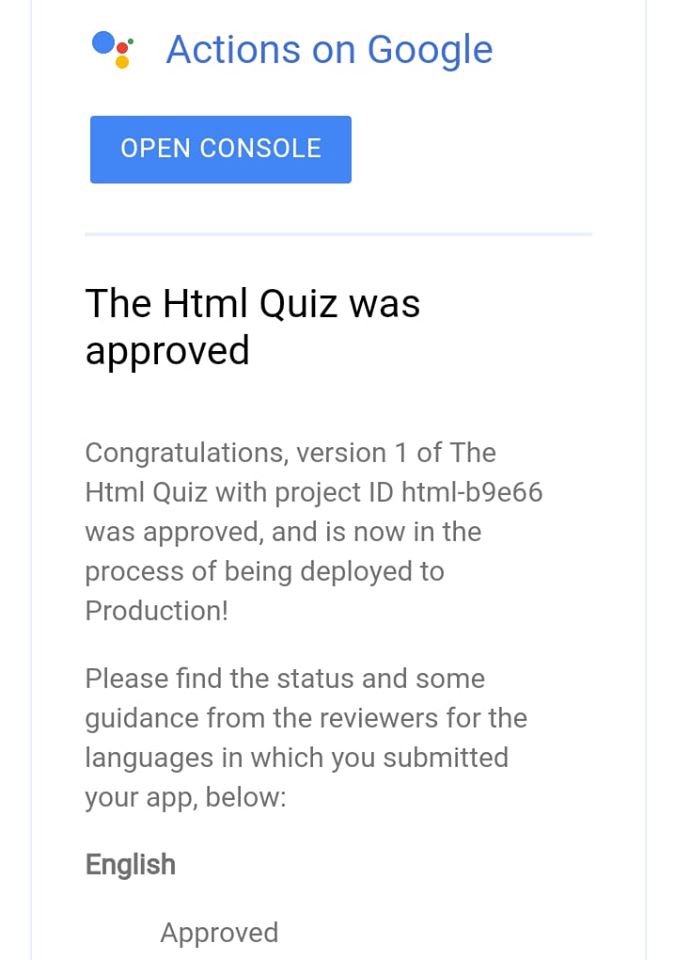 Actions on Google
OPEN CONSOLE
The Html Quiz was
approved
Congratulations, version 1 of The
Html Quiz with project ID html-b9e66
was approved, and is now in the
process of being deployed to
Production!
Please find the status and some
guidance from the reviewers for the
languages in which you submitted
your app, below:
English
Approved